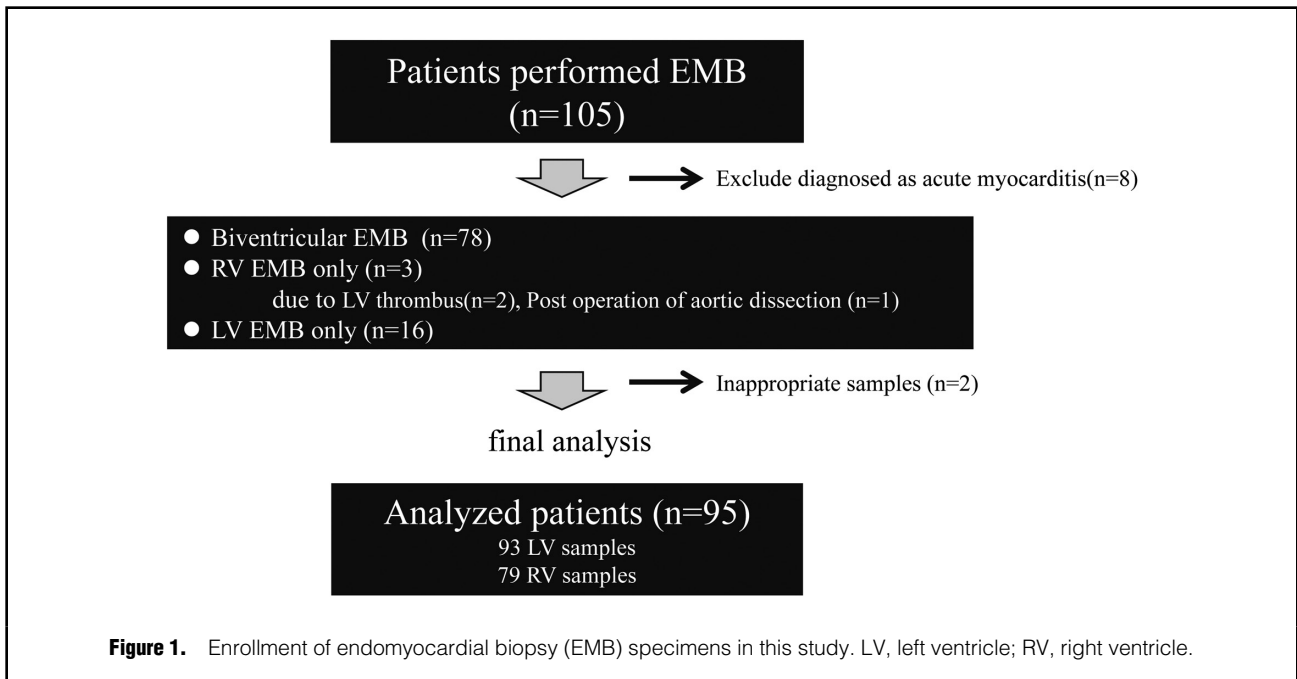 Patients performed EMB
(n=105)
Exclude diagnosed as acute myocarditis(n=8)
● Biventricular EMB (n=78)
● RV EMB only (n=3)
due to LV thrombus(n=2), Post operation of aortic dissection (n=1)
● LV EMB only (n=16)
Inappropriate samples (n=2)
final analysis
Analyzed patients (n=95)
93 LV samples
79 RV samples
Figure 1. Enrollment of endomyocardial biopsy (EMB) specimens in this study. LV, left ventricle; RV, right ventricle.